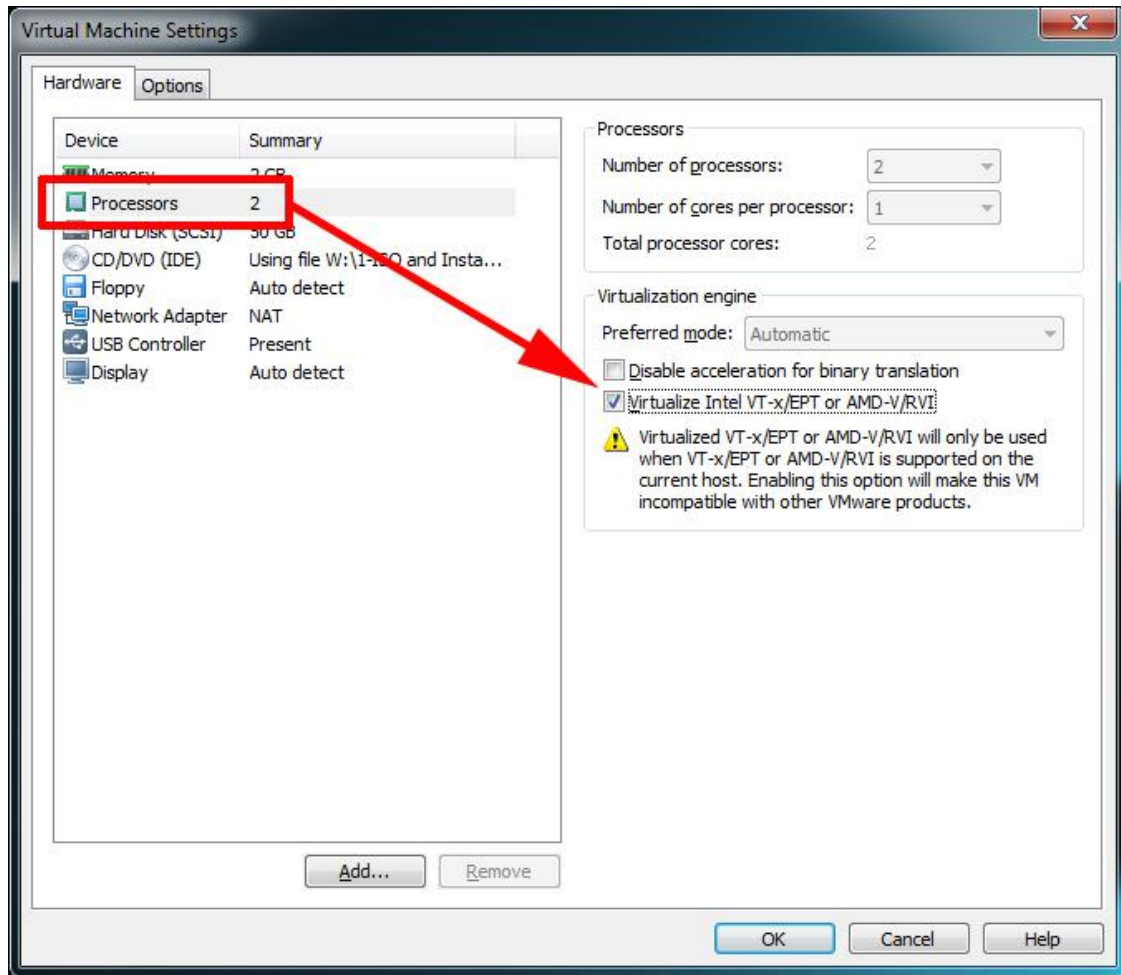 Virtual Machine Settings
Hardware Options
Device Summary
Memory 2 GB
Processors 2
Hard Disk (SCSI) 50 GB
CD/DVD (IDE) Using file W:\1-ISO and Insta...
Floppy Auto detect
Network Adapter NAT
USB Controller Present
Display Auto detect
Add... Remove
Processors
Number of processors: 2
Number of cores per processor: 1
Total processor cores: 2
Virtualization engine
Preferred mode: Automatic
Disable acceleration for binary translation
Virtualize Intel VT-x/EPT or AMD-V/RVI
Virtualized VT-x/EPT or AMD-V/RVI will only be used
when VT-x/EPT or AMD-V/RVI is supported on the
current host. Enabling this option will make this VM
incompatible with other VMware products.
OK Cancel Help